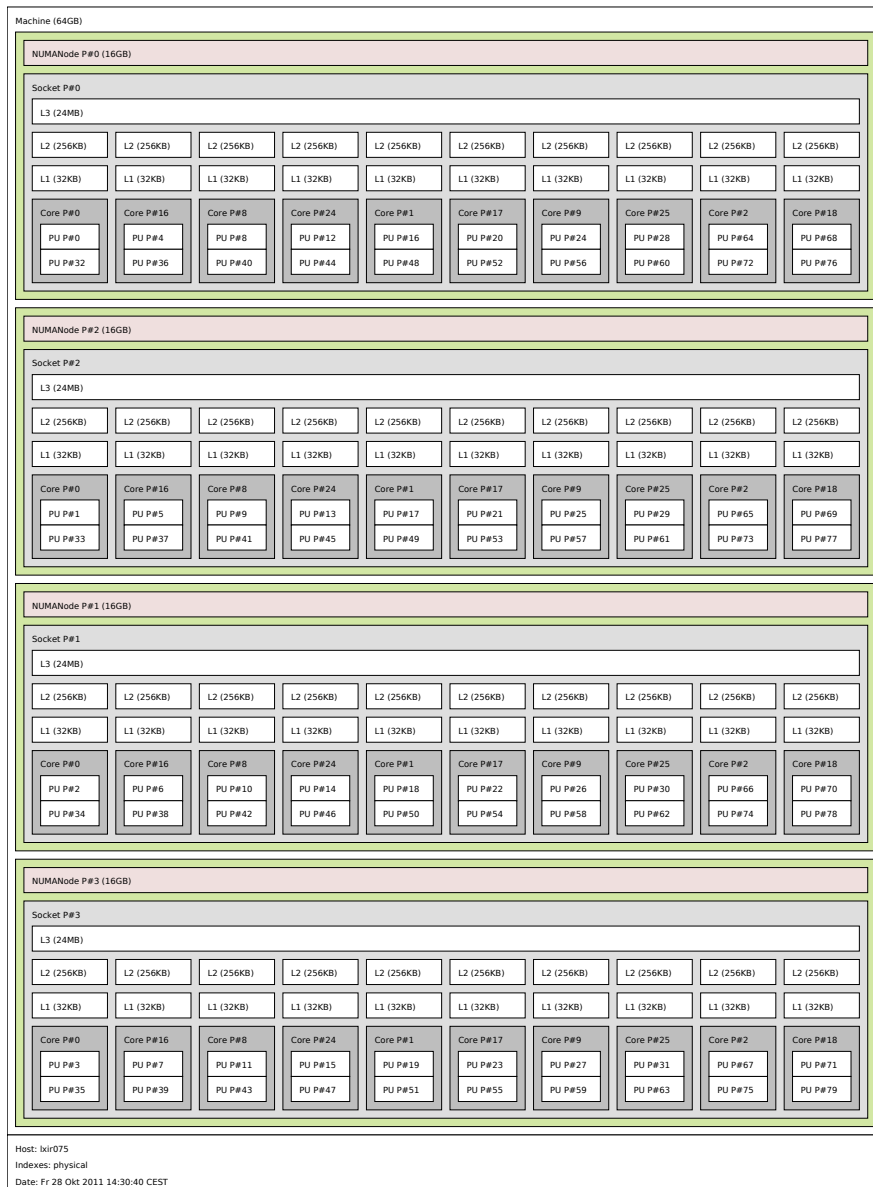 Machine (64GB)
NUMANode P#0 (16GB)
Socket P#0
L3 (24MB)
L2 (256KB) L2 (256KB) L2 (256KB) L2 (256KB) L2 (256KB) L2 (256KB) L2 (256KB) L2 (256KB) L2 (256KB) L2 (256KB)
L1 (32KB) L1 (32KB) L1 (32KB) L1 (32KB) L1 (32KB) L1 (32KB) L1 (32KB) L1 (32KB) L1 (32KB) L1 (32KB)
Core P#0 Core P#16 Core P#8 Core P#24 Core P#1 Core P#17 Core P#9 Core P#25 Core P#2 Core P#18
PU P#0 PU P#4 PU P#8 PU P#12 PU P#16 PU P#20 PU P#24 PU P#28 PU P#64 PU P#68
PU P#32 PU P#36 PU P#40 PU P#44 PU P#48 PU P#52 PU P#56 PU P#60 PU P#72 PU P#76
NUMANode P#2 (16GB)
Socket P#2
L3 (24MB)
L2 (256KB) L2 (256KB) L2 (256KB) L2 (256KB) L2 (256KB) L2 (256KB) L2 (256KB) L2 (256KB) L2 (256KB) L2 (256KB)
L1 (32KB) L1 (32KB) L1 (32KB) L1 (32KB) L1 (32KB) L1 (32KB) L1 (32KB) L1 (32KB) L1 (32KB) L1 (32KB)
Core P#0 Core P#16 Core P#8 Core P#24 Core P#1 Core P#17 Core P#9 Core P#25 Core P#2 Core P#18
PU P#1 PU P#5 PU P#9 PU P#13 PU P#17 PU P#21 PU P#25 PU P#29 PU P#65 PU P#69
PU P#33 PU P#37 PU P#41 PU P#45 PU P#49 PU P#53 PU P#57 PU P#61 PU P#73 PU P#77
NUMANode P#1 (16GB)
Socket P#1
L3 (24MB)
L2 (256KB) L2 (256KB) L2 (256KB) L2 (256KB) L2 (256KB) L2 (256KB) L2 (256KB) L2 (256KB) L2 (256KB) L2 (256KB)
L1 (32KB) L1 (32KB) L1 (32KB) L1 (32KB) L1 (32KB) L1 (32KB) L1 (32KB) L1 (32KB) L1 (32KB) L1 (32KB)
Core P#0 Core P#16 Core P#8 Core P#24 Core P#1 Core P#17 Core P#9 Core P#25 Core P#2 Core P#18
PU P#2 PU P#6 PU P#10 PU P#14 PU P#18 PU P#22 PU P#26 PU P#30 PU P#66 PU P#70
PU P#34 PU P#38 PU P#42 PU P#46 PU P#50 PU P#54 PU P#58 PU P#62 PU P#74 PU P#78
NUMANode P#3 (16GB)
Socket P#3
L3 (24MB)
L2 (256KB) L2 (256KB) L2 (256KB) L2 (256KB) L2 (256KB) L2 (256KB) L2 (256KB) L2 (256KB) L2 (256KB) L2 (256KB)
L1 (32KB) L1 (32KB) L1 (32KB) L1 (32KB) L1 (32KB) L1 (32KB) L1 (32KB) L1 (32KB) L1 (32KB) L1 (32KB)
Core P#0 Core P#16 Core P#8 Core P#24 Core P#1 Core P#17 Core P#9 Core P#25 Core P#2 Core P#18
PU P#3 PU P#7 PU P#11 PU P#15 PU P#19 PU P#23 PU P#27 PU P#31 PU P#67 PU P#71
PU P#35 PU P#39 PU P#43 PU P#47 PU P#51 PU P#55 PU P#59 PU P#63 PU P#75 PU P#79
Host: lxir075
Indexes: physical
Date: Fr 28 Okt 2011 14:30:40 CEST